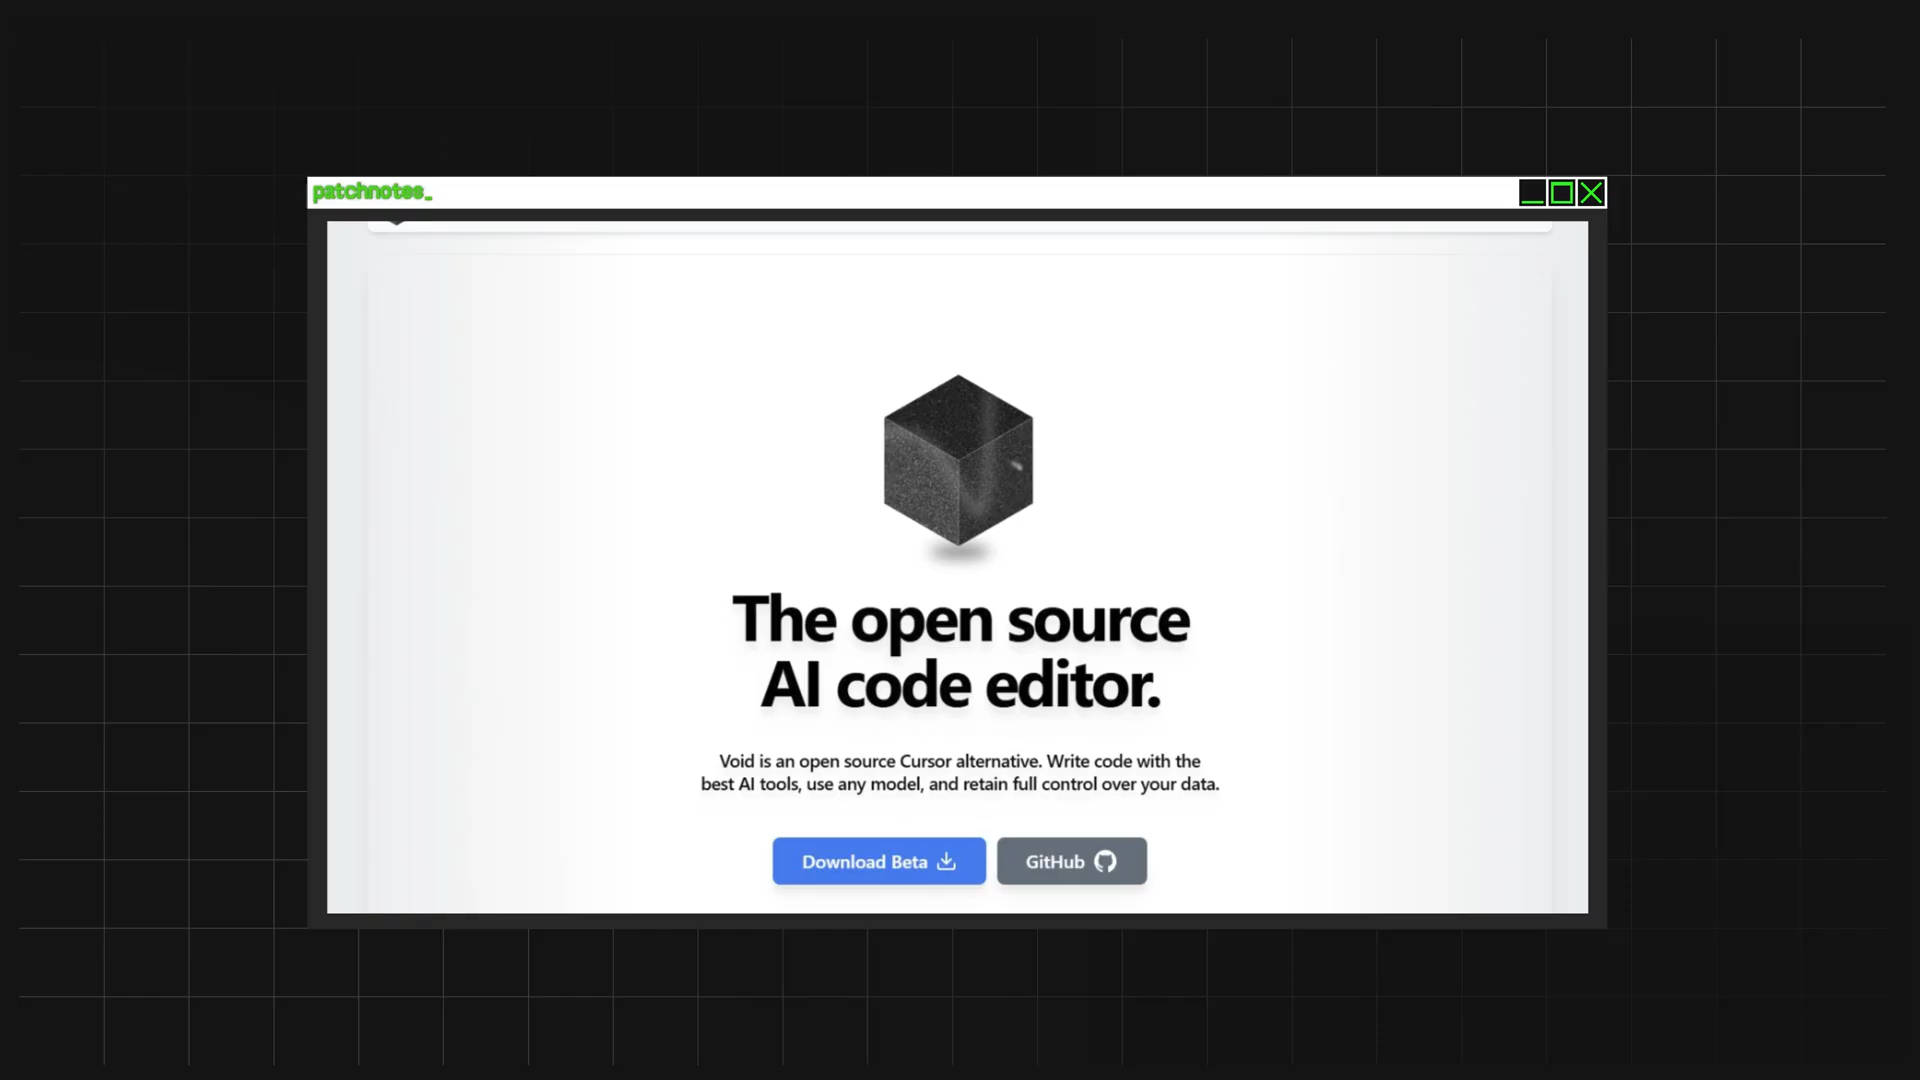 patchnotes_
The open source
AI code editor.
Void is an open source Cursor alternative. Write code with the
best AI tools, use any model, and retain full control over your data.
Download Beta
GitHub